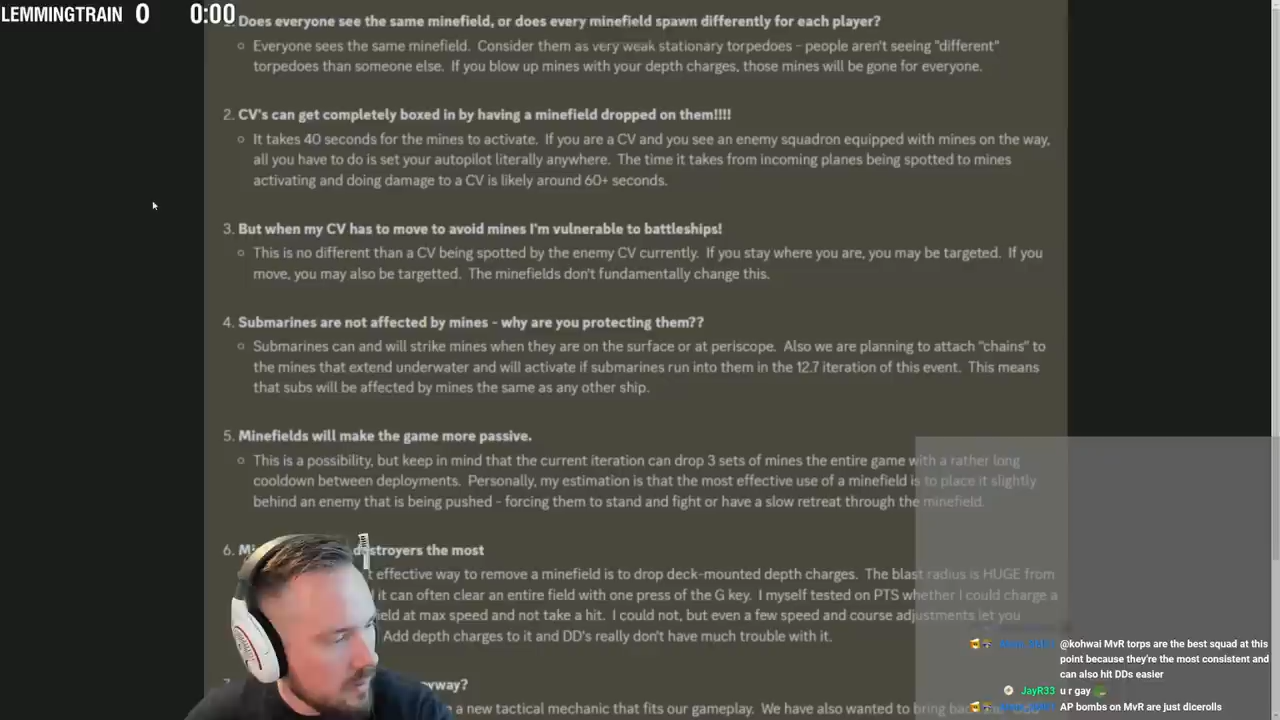 LEMMINGTRAIN 0 0:00
Does everyone see the same minefield, or does every minefield spawn differently for each player?
Everyone sees the same minefield. Consider them as very weak stationary torpedoes - people aren't seeing "different"
torpedoes than someone else. If you blow up mines with your depth charges, those mines will be gone for everyone.
2. CV's can get completely boxed in by having a minefield dropped on them!!!!
It takes 40 seconds for the mines to activate. If you are a CV and you see an enemy squadron equipped with mines on the way,
all you have to do is set your autopilot literally anywhere. The time it takes from incoming planes being spotted to mines
activating and doing damage to a CV is likely around 60+ seconds.
3. But when my CV has to move to avoid mines I'm vulnerable to battleships!
This is no different than a CV being spotted by the enemy CV currently. If you stay where you are, you may be targeted. If you
move, you may also be targetted. The minefields don't fundamentally change this.
4. Submarines are not affected by mines - why are you protecting them??
Submarines can and will strike mines when they are on the surface or at periscope. Also we are planning to attach "chains" to
the mines that extend underwater and will activate if submarines run into them in the 12.7 iteration of this event. This means
that subs will be affected by mines the same as any other ship.
5. Minefields will make the game more passive.
This is a possibility, but keep in mind that the current iteration can drop 3 sets of mines the entire game with a rather long
cooldown between deployments. Personally, my estimation is that the most effective use of a minefield is to place it slightly
behind an enemy that is being pushed - forcing them to stand and fight or have a slow retreat through the minefield.
6. the most
effective way to remove a minefield is to drop deck-mounted depth charges. The blast radius is HUGE from
it can often clear an entire field with one press of the G key. I myself tested on PTS whether I could charge a
at max speed and not take a hit. I could not, but even a few speed and course adjustments let you
Add depth charges to it and DD's really don't have much trouble with it.
@kohwai MvR torps are the best squad at this
point because they're the most consistent and
can also hit DDs easier
JayR33 u r gay
a new tactical mechanic that fits our gameplay. We have also wanted to
AP bombs on MvR are just dicerolls